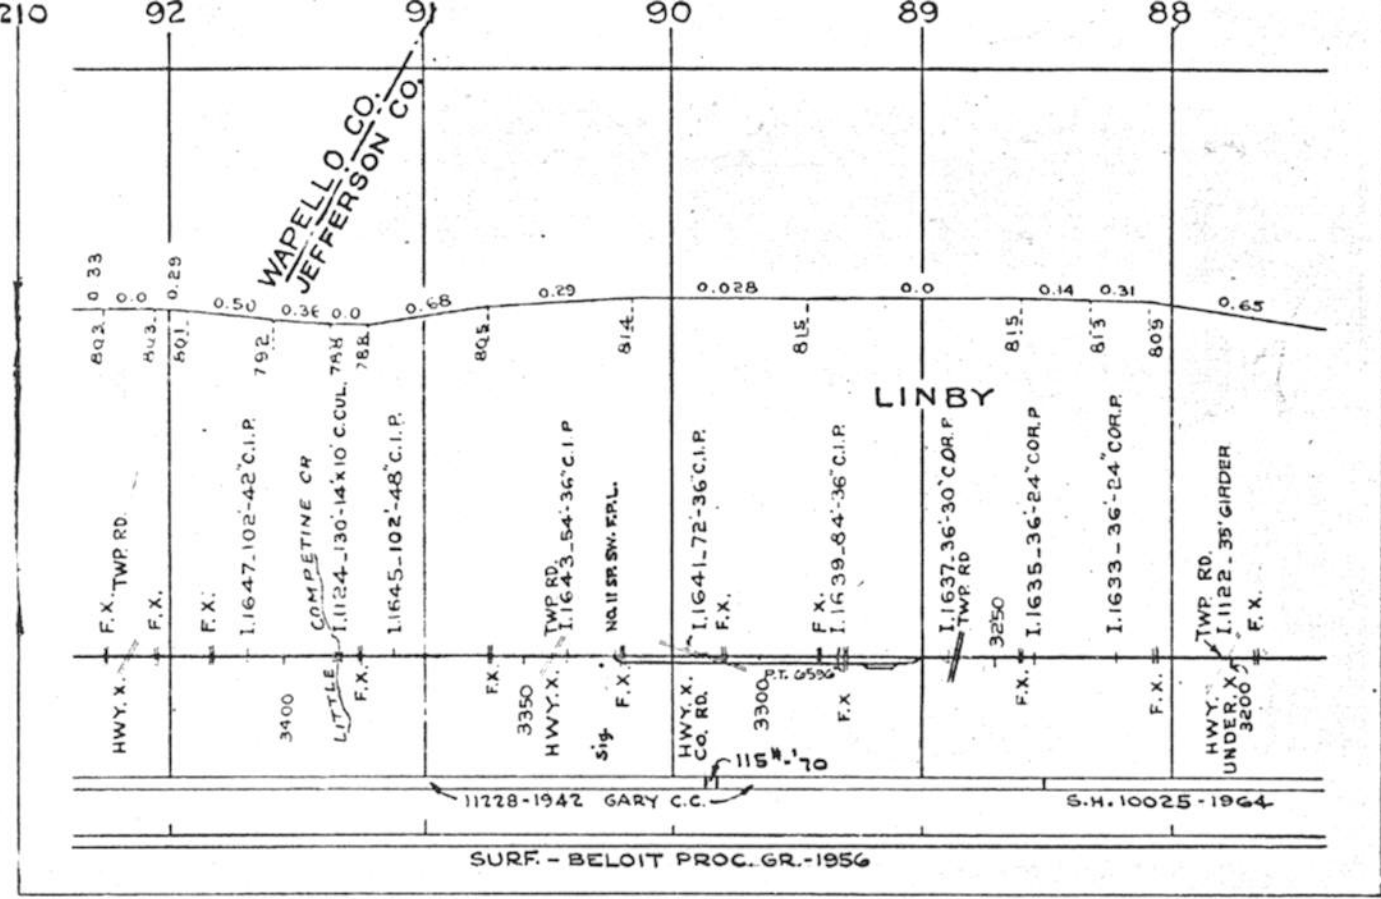 210 92 91 90 89 88
WAPELLO CO.
JEFFERSON CO.
0.33 0.0 0.29 0.50 0.36 0.0 0.68 0.29 0.028 0.0 0.14 0.31 0.65
803 803 801 792 788 788 805 814 815 815 813 809
LINBY
F.X.
TWP. RD.
F.X.
F.X.
I.1647_102'-42"C.I.P.
COMPETINE CR
I.1124_130'-14'x10' C.CUL.
I.1645_102'-48"C.I.P.
TWP. RD.
I.1643_54'-36"C.I.P
NO. 11 SP. SW. F.P.L.
I.1641_72'-36"C.I.P.
F.X.
F.X.
I.1639_84'-36"C.I.P.
I.1637_36'-30"COR.P
TWP. RD
3250
I.1635_36'-24"COR.P
I.1633_36'-24"COR.P.
TWP. RD.
I.1122_35'GIRDER
F.X.
HWY. X.
3400
LITTLE
F.X.
F.X.
3350
HWY. X.
Sig.
F.X.
HWY. X.
CO. RD.
3300
P.T. 6596'
F.X
F.X.
F.X.
HWY.
UNDER. X.
3200
115#-'70
11228-1942 GARY C.C.
S.H. 10025-1964
SURF. - BELOIT PROC. GR.-1956